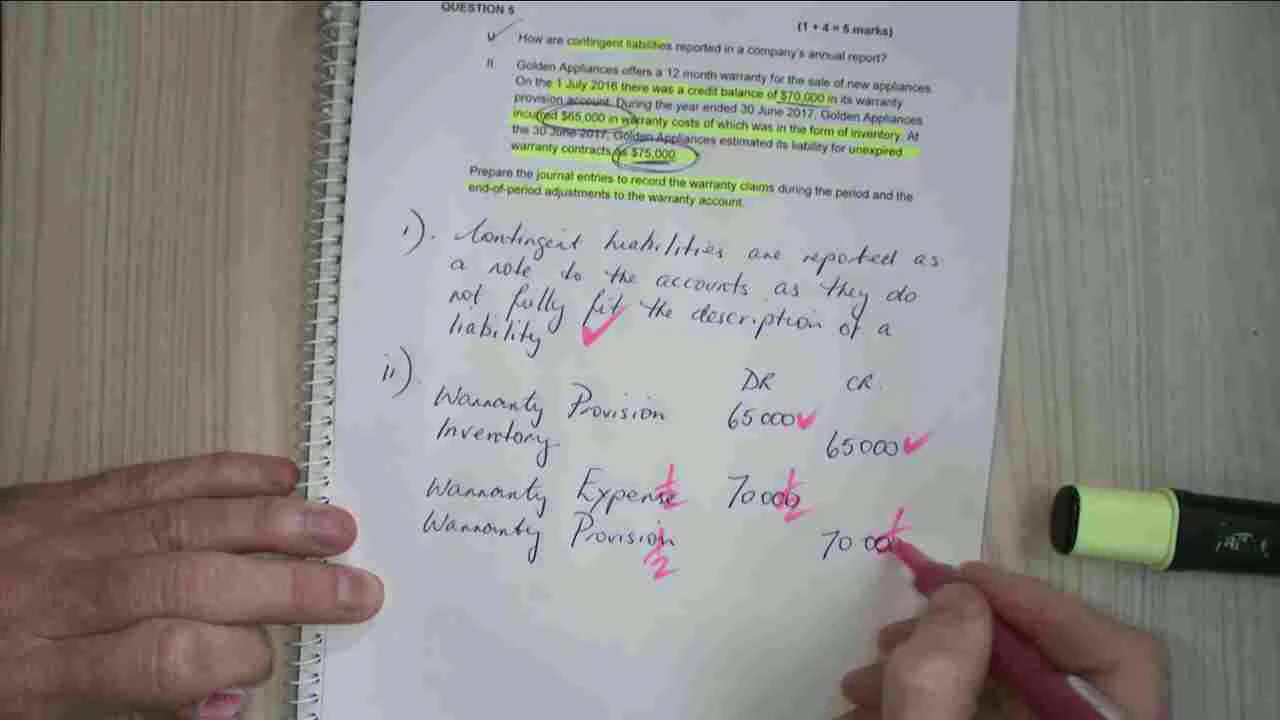 QUESTION 5
(1 + 4 = 5 marks)
How are contingent liabilities reported in a company's annual report?
Golden Appliances offers a 12 month warranty for the sale of new appliances.
On the 1 July 2016 there was a credit balance of $70,000 in its warranty
provision account. During the year ended 30 June 2017, Golden Appliances
incurred $65,000 in warranty costs of which was in the form of inventory. At
the 30 June 2017, Golden Appliances estimated its liability for unexpired
warranty contracts $75,000
Prepare the journal entries to record the warranty claims during the period and the
end-of-period adjustments to the warranty account.
i). Contingent liabilities are reported as
a note to the accounts as they do
not fully fit the description of a
liability
ii).
DR CR
Warranty Provision 65 000
Inventory 65 000
Warranty Expense 1/2 70 000 1/2
Warranty Provision 1/2 70 000